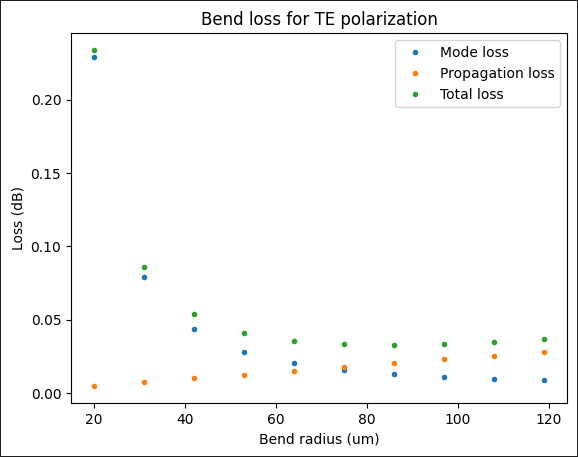 Bend loss for TE polarization
Mode loss
Propagation loss
Total loss
Loss (dB)
0.20
0.15
0.10
0.05
0.00
20 40 60 80 100 120
Bend radius (um)